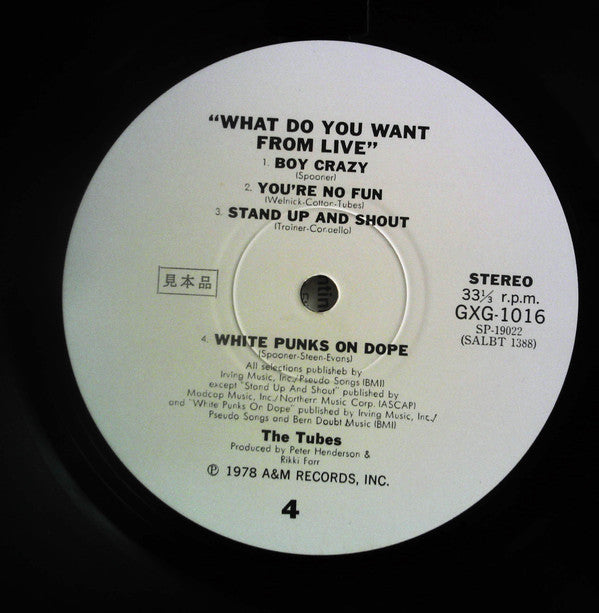 "WHAT DO YOU WANT
FROM LIVE"
1. BOY CRAZY
(Spooner)
2. YOU'RE NO FUN
(Welnick-Cotton-Tubes)
3. STAND UP AND SHOUT
(Trainer-Cornello)
見本品
STEREO
33⅓ r.p.m.
GXG-1016
SP-19022
(SALBT 1388)
4. WHITE PUNKS ON DOPE
(Spooner-Steen-Evans)
All selections publisheb by
Irving Music, Inc./Pseudo Songs (BMI)
except "Stand Up And Shout" published by
Madcap Music, Inc./Northern Music Corp. (ASCAP)
and "White Punks On Dope" published by Irving Music, Inc./
Pseudo Songs and Bern Doubt Music (BMI)
The Tubes
Produced by Peter Henderson &
Rikki Farr
Ⓟ 1978 A&M RECORDS, INC.
4